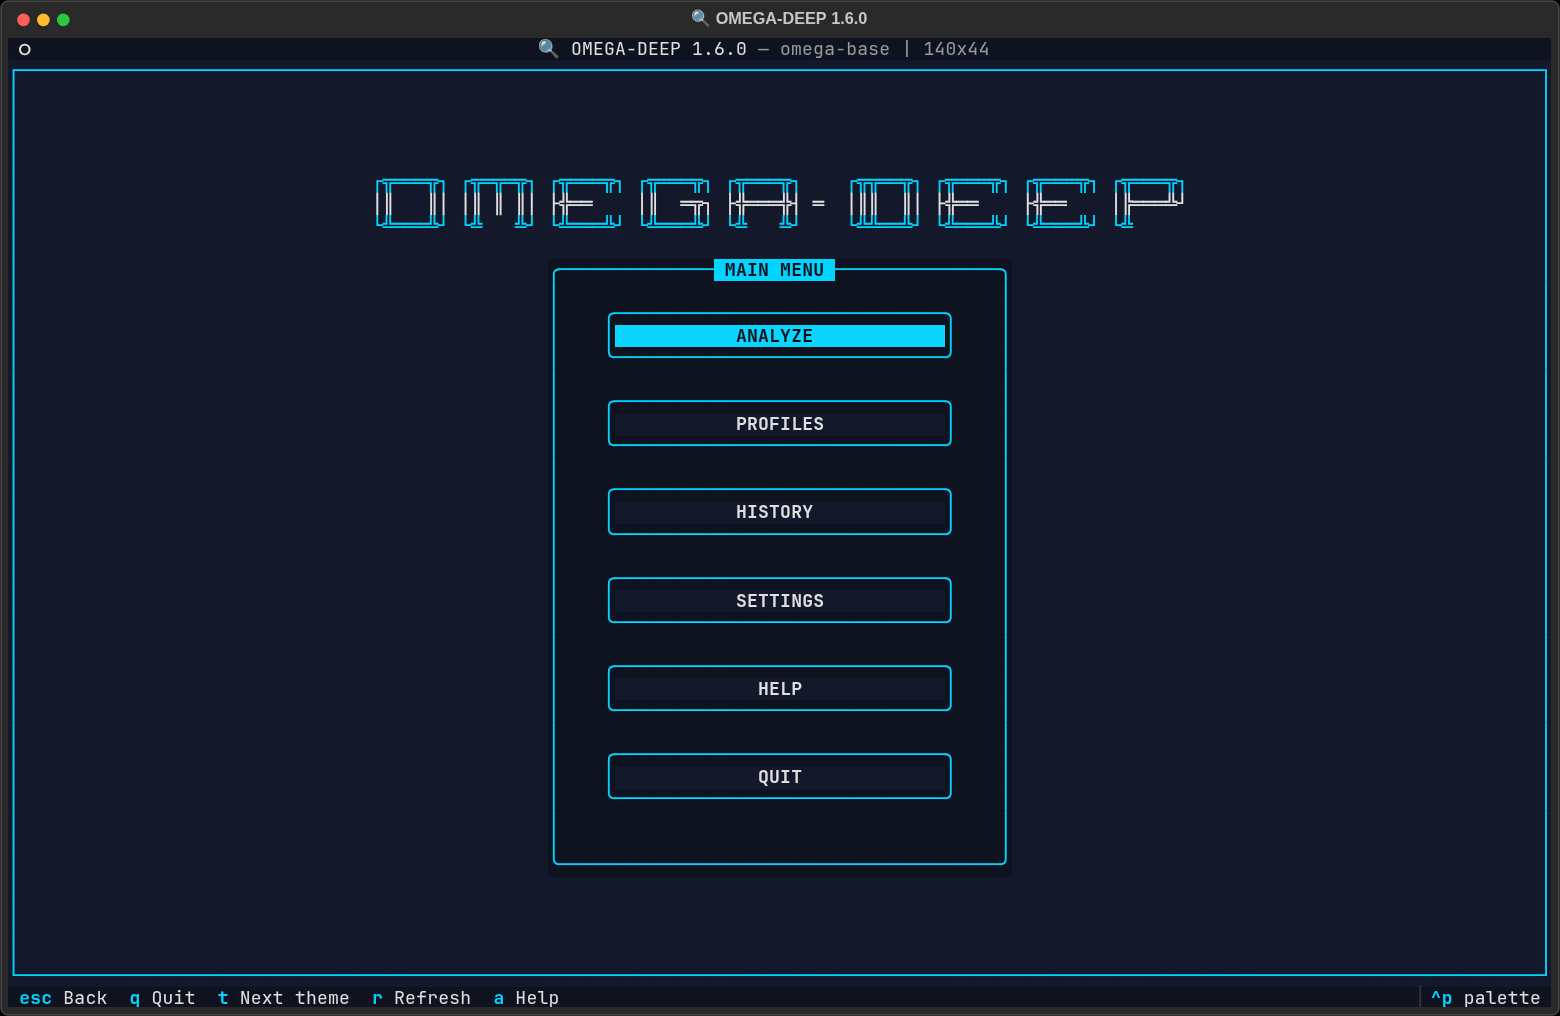 🔍 OMEGA-DEEP 1.6.0
🔍 OMEGA-DEEP 1.6.0 — omega-base | 140x44
OMEGA-DEEP
MAIN MENU
ANALYZE
PROFILES
HISTORY
SETTINGS
HELP
QUIT
esc Back q Quit t Next theme r Refresh a Help ^p palette